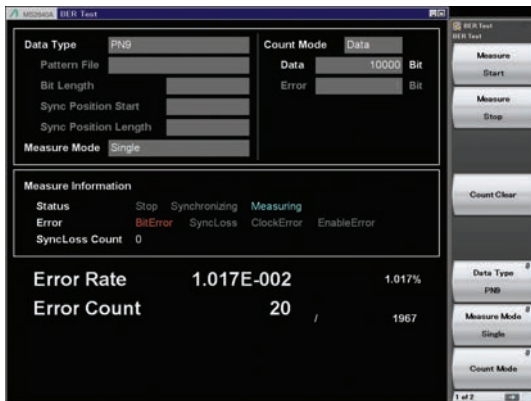 MS2840A BER Test
Data Type PN9
Pattern File
Bit Length
Sync Position Start
Sync Position Length
Measure Mode Single
Count Mode Data
Data 10000 Bit
Error Bit
Measure Information
Status Stop Synchronizing Measuring
Error BitError SyncLoss ClockError EnableError
SyncLoss Count 0
Error Rate 1.017E-002 1.017%
Error Count 20 / 1967
BER Test
BER Test
Measure
Start
Measure
Stop
Count Clear
Data Type
PN9
Measure Mode
Single
Count Mode
1 of 2